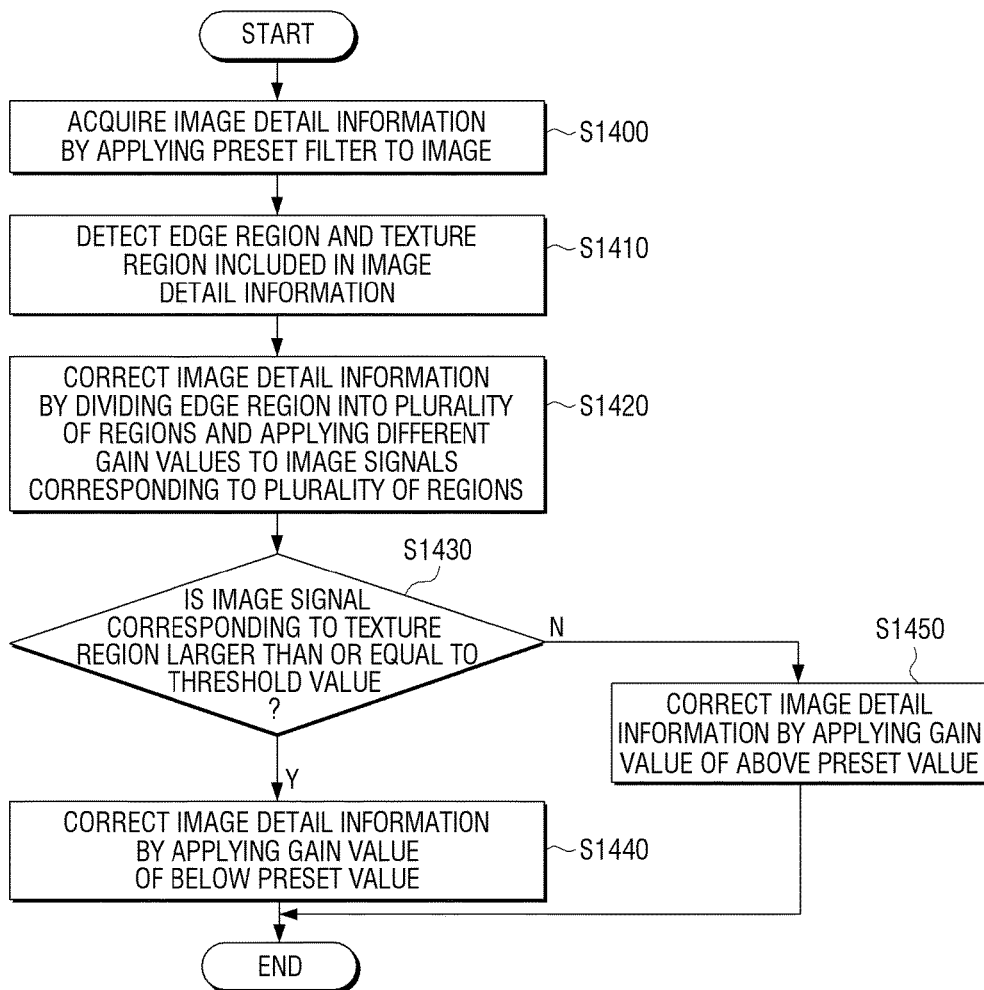 START
ACQUIRE IMAGE DETAIL INFORMATION
BY APPLYING PRESET FILTER TO IMAGE
S1400
DETECT EDGE REGION AND TEXTURE
REGION INCLUDED IN IMAGE
DETAIL INFORMATION
S1410
CORRECT IMAGE DETAIL INFORMATION
BY DIVIDING EDGE REGION INTO PLURALITY
OF REGIONS AND APPLYING DIFFERENT
GAIN VALUES TO IMAGE SIGNALS
CORRESPONDING TO PLURALITY OF REGIONS.
S1420
S1430
IS IMAGE SIGNAL
CORRESPONDING TO TEXTURE
REGION LARGER THAN OR EQUAL TO
THRESHOLD VALUE
?
N
S1450
CORRECT IMAGE DETAIL
INFORMATION BY APPLYING GAIN
VALUE OF ABOVE PRESET VALUE
Y
CORRECT IMAGE DETAIL INFORMATION
BY APPLYING GAIN VALUE
OF BELOW PRESET VALUE
S1440
END